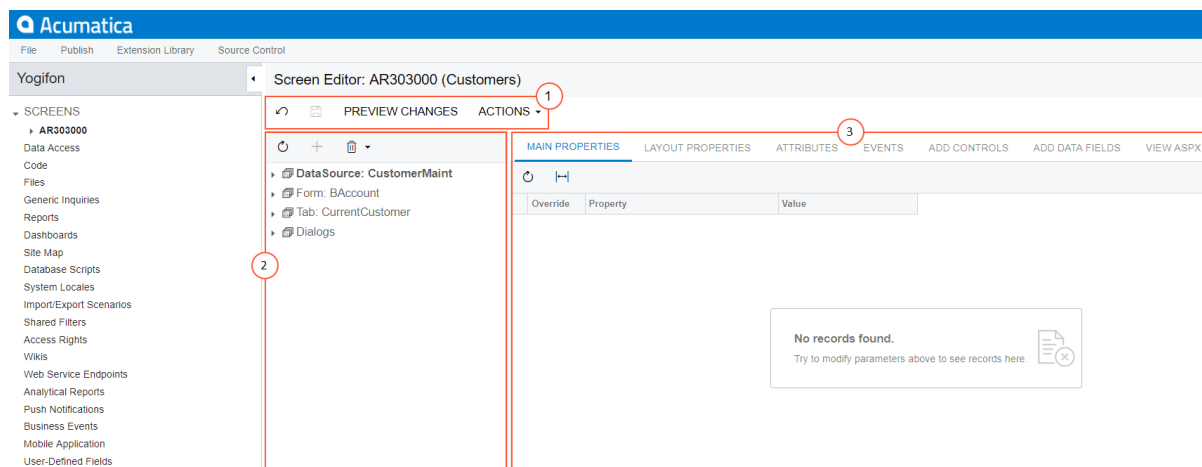 Acumatica
File Publish Extension Library Source Control
Yogifon
Screen Editor: AR303000 (Customers)
1
PREVIEW CHANGES ACTIONS
SCREENS
AR303000
Data Access
Code
Files
Generic Inquiries
Reports
Dashboards
Site Map
Database Scripts
System Locales
Import/Export Scenarios
Shared Filters
Access Rights
Wikis
Web Service Endpoints
Analytical Reports
Push Notifications
Business Events
Mobile Application
User-Defined Fields
2
DataSource: CustomerMaint
Form: BAccount
Tab: CurrentCustomer
Dialogs
3
MAIN PROPERTIES LAYOUT PROPERTIES ATTRIBUTES EVENTS ADD CONTROLS ADD DATA FIELDS VIEW ASPX
Override Property Value
No records found.
Try to modify parameters above to see records here.